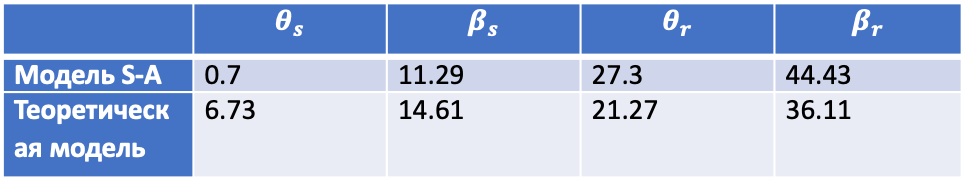 θs βs θr βr
Модель S-A 0.7 11.29 27.3 44.43
Теоретическ 6.73 14.61 21.27 36.11
ая модель